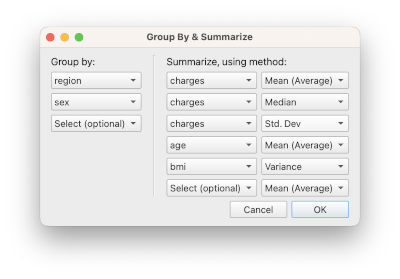 Group By & Summarize
Group by:
Summarize, using method:
region
charges
Mean (Average)
sex
charges
Median
Select (optional)
charges
Std. Dev
age
Mean (Average)
bmi
Variance
Select (optional)
Mean (Average)
Cancel
OK